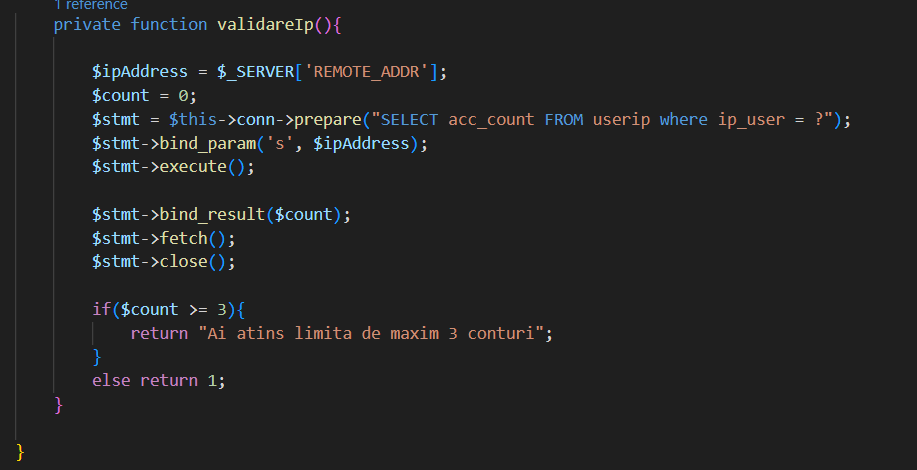 1 reference
private function validareIp(){
$ipAddress = $_SERVER['REMOTE_ADDR'];
$count = 0;
$stmt = $this->conn->prepare("SELECT acc_count FROM userip where ip_user = ?");
$stmt->bind_param('s', $ipAddress);
$stmt->execute();
$stmt->bind_result($count);
$stmt->fetch();
$stmt->close();
if($count >= 3){
return "Ai atins limita de maxim 3 conturi";
}
else return 1;
}
}